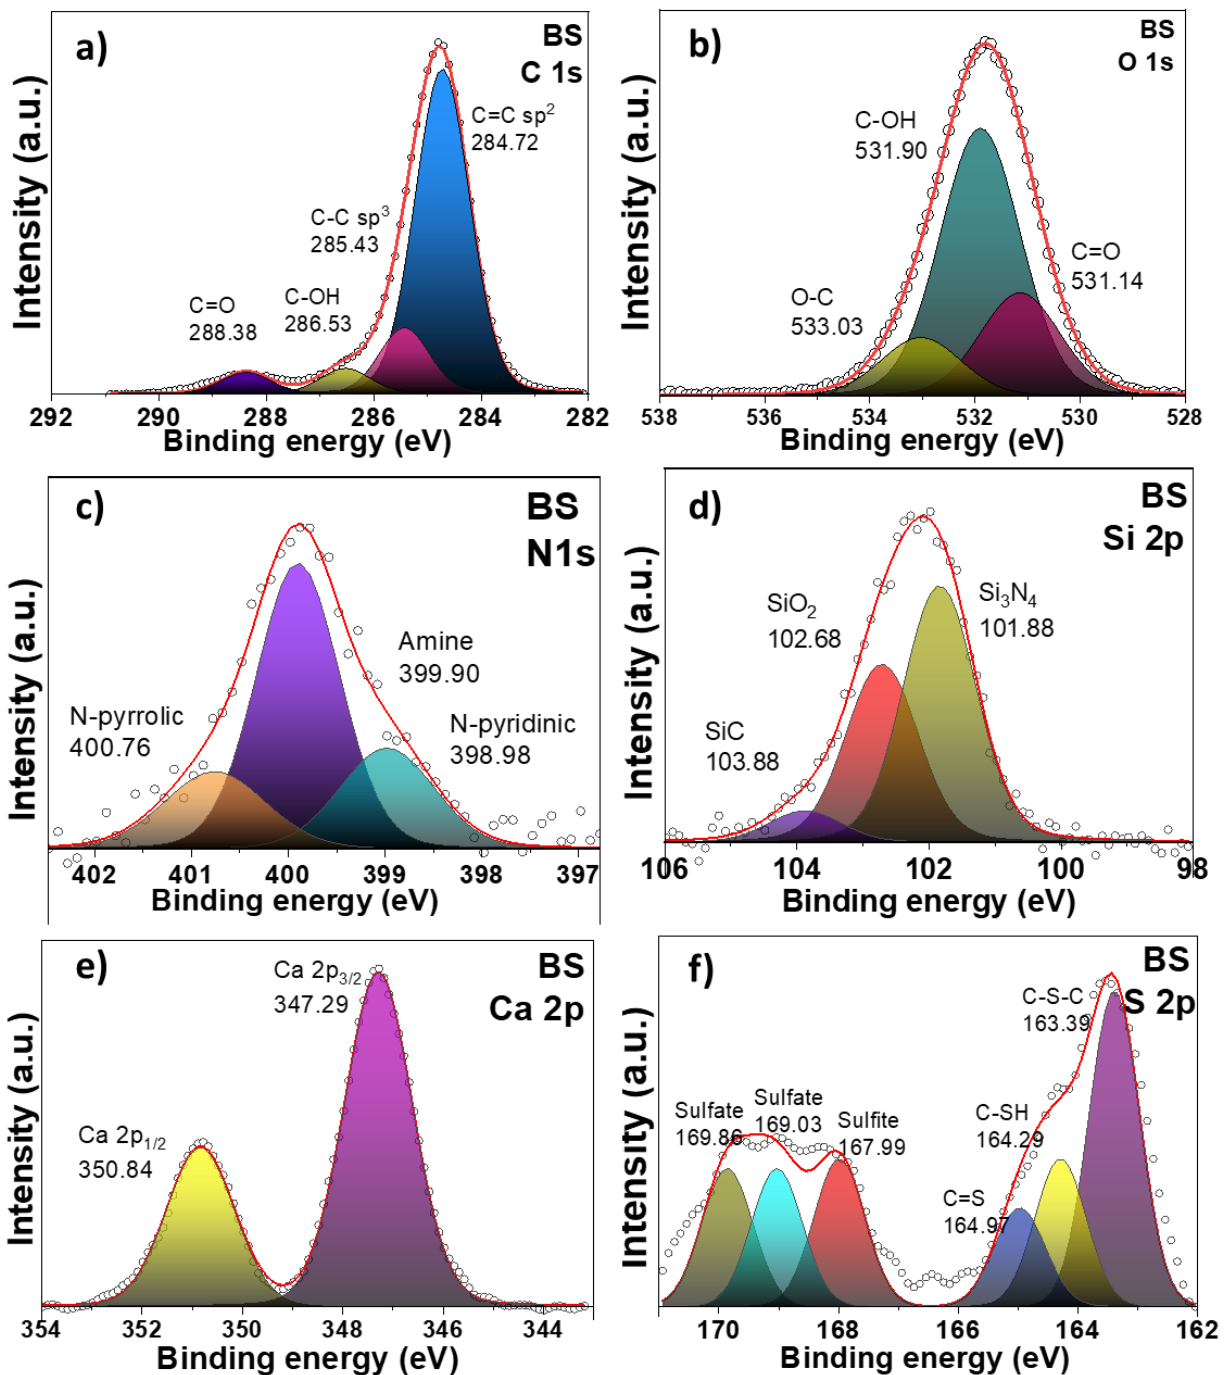 a)
BS
C 1s
C=C sp²
284.72
C-C sp³
285.43
C-OH
286.53
C=O
288.38
Intensity (a.u.)
292 290 288 286 284 282
Binding energy (eV)
b)
BS
O 1s
C-OH
531.90
C=O
531.14
O-C
533.03
Intensity (a.u.)
538 536 534 532 530 528
Binding energy (eV)
c)
BS
N1s
Amine
399.90
N-pyrrolic
400.76
N-pyridinic
398.98
Intensity (a.u.)
402 401 400 399 398 397
Binding energy (eV)
d)
BS
Si 2p
SiO₂
102.68
Si₃N₄
101.88
SiC
103.88
Intensity (a.u.)
106 104 102 100 98
Binding energy (eV)
e)
BS
Ca 2p
Ca 2p₃/₂
347.29
Ca 2p₁/₂
350.84
Intensity (a.u.)
354 352 350 348 346 344
Binding energy (eV)
f)
BS
S 2p
C-S-C
163.39
C-SH
164.29
C=S
164.97
Sulfate
169.86
Sulfate
169.03
Sulfite
167.99
Intensity (a.u.)
170 168 166 164 162
Binding energy (eV)